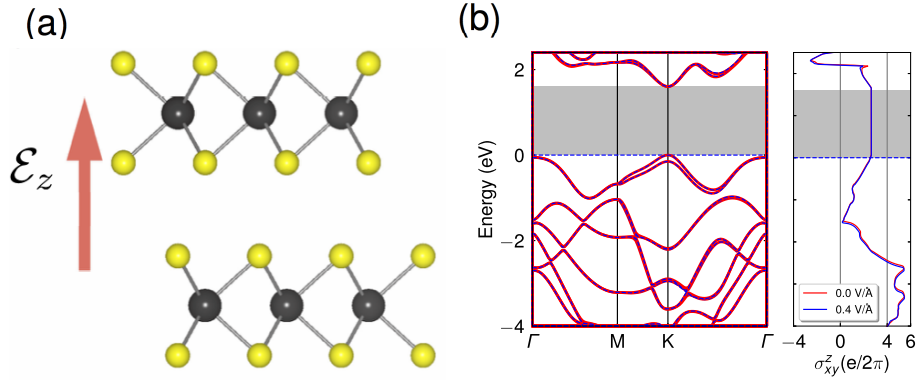 (a)
ℰz
(b)
Energy (eV)
2
0
−2
−4
Γ M K Γ
0.0 V/Å
0.4 V/Å
−4 0 4 6
σ^z_xy(e/2π)